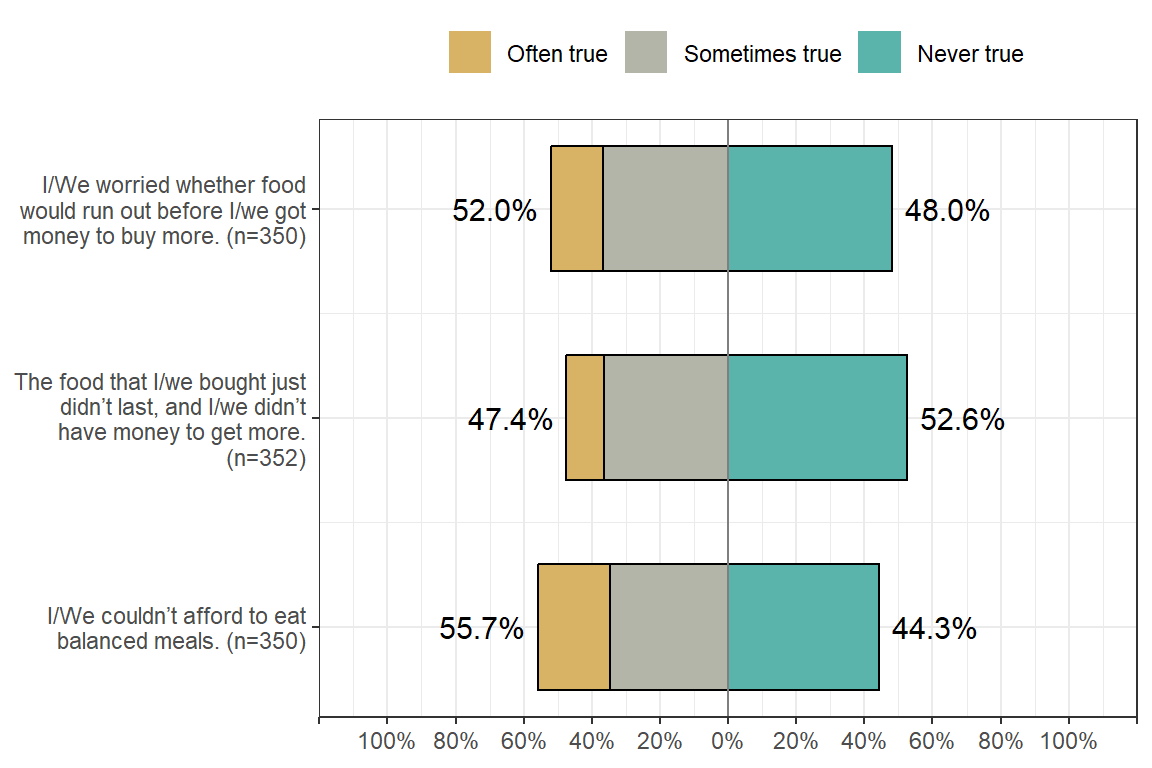 Often true Sometimes true Never true
I/We worried whether food
would run out before I/we got
money to buy more. (n=350)
52.0% 48.0%
The food that I/we bought just
didn’t last, and I/we didn’t
have money to get more.
(n=352)
47.4% 52.6%
I/We couldn’t afford to eat
balanced meals. (n=350)
55.7% 44.3%
100% 80% 60% 40% 20% 0% 20% 40% 60% 80% 100%